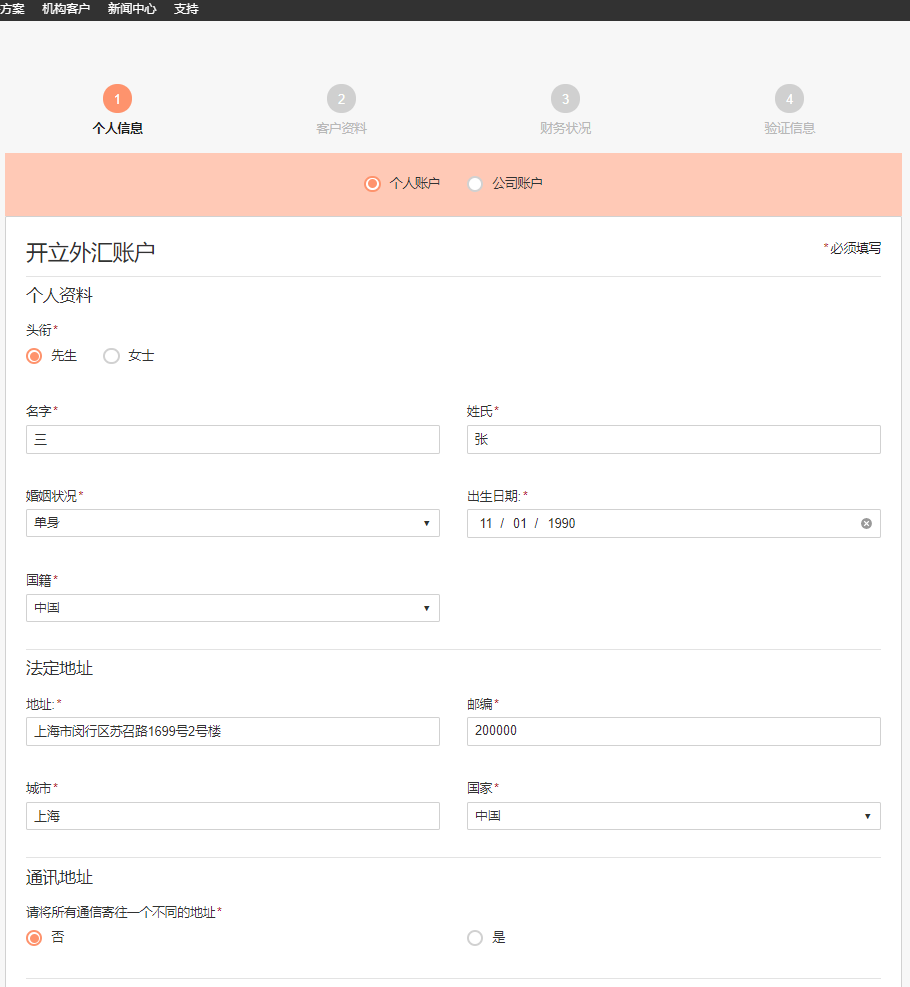 方案 机构客户 新闻中心 支持
1 2 3 4
个人信息 客户资料 财务状况 验证信息
个人账户 公司账户
开立外汇账户 *必须填写
个人资料
头衔*
先生 女士
名字* 姓氏*
三 张
婚姻状况* 出生日期:*
单身 11 / 01 / 1990
国籍*
中国
法定地址
地址:* 邮编*
上海市闵行区苏召路1699号2号楼 200000
城市* 国家*
上海 中国
通讯地址
请将所有通信寄往一个不同的地址*
否 是